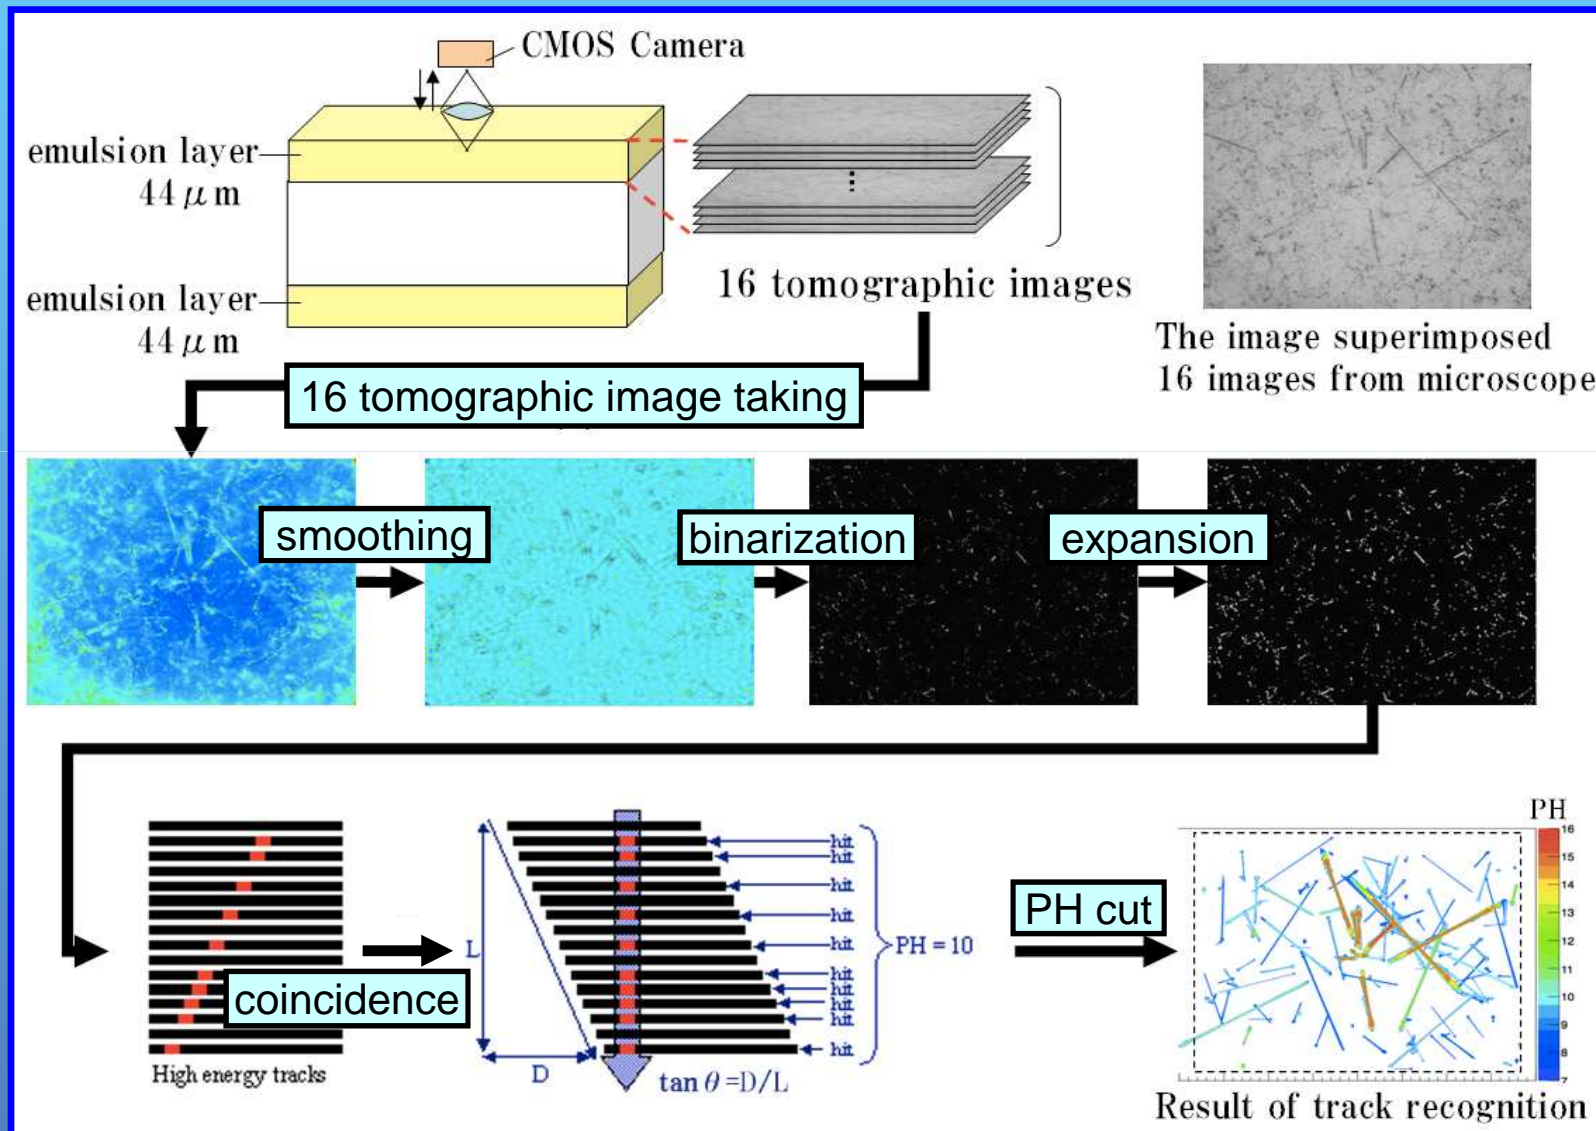 CMOS Camera
emulsion layer
44 μm
emulsion layer
44 μm
16 tomographic images
The image superimposed
16 images from microscope
16 tomographic image taking
smoothing
binarization
expansion
High energy tracks
coincidence
L
D
tan θ =D/L
hit
hit
hit
hit
hit
hit
hit
hit
hit
hit
PH = 10
PH cut
PH
16
15
14
13
12
11
10
9
8
7
Result of track recognition